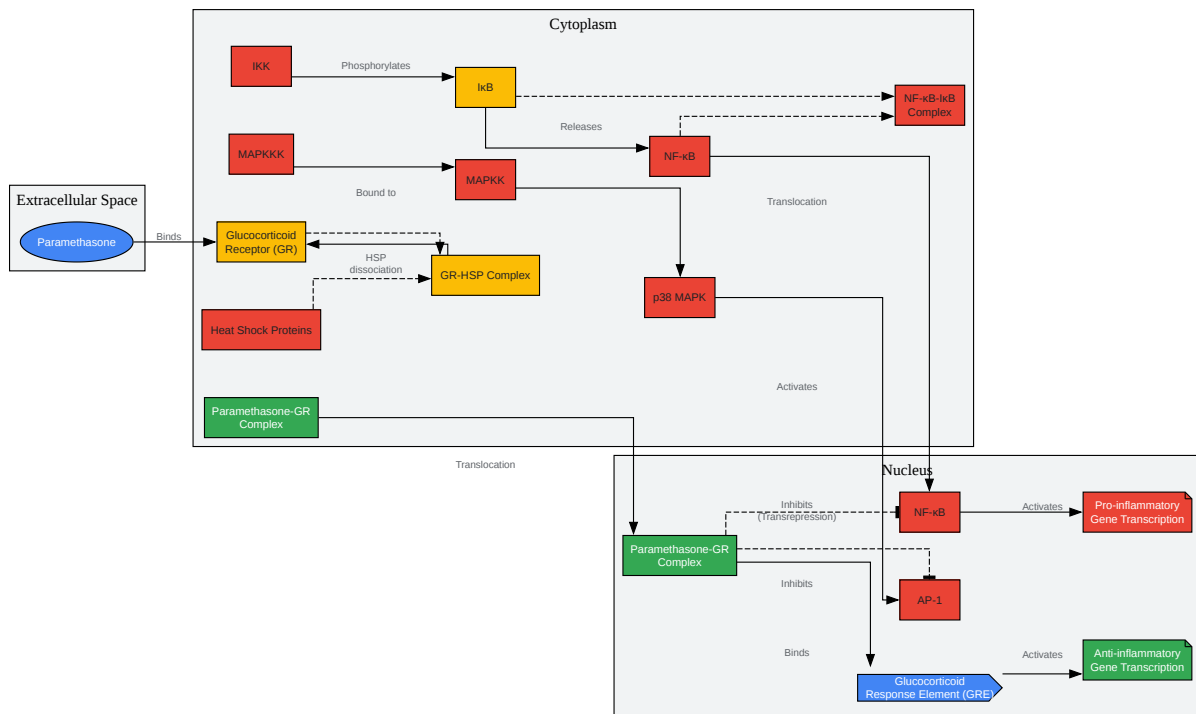 Cytoplasm
IKK
Phosphorylates
IκB
NF-κB-IκB
Complex
Releases
NF-κB
MAPKKK
MAPKK
Bound to
Translocation
Extracellular Space
Paramethasone
Binds
Glucocorticoid
Receptor (GR)
HSP
dissociation
GR-HSP Complex
p38 MAPK
Heat Shock Proteins
Activates
Paramethasone-GR
Complex
Translocation
Nucleus
Inhibits
(Transrepression)
NF-κB
Activates
Pro-inflammatory
Gene Transcription
Paramethasone-GR
Complex
Inhibits
AP-1
Binds
Glucocorticoid
Response Element (GRE)
Activates
Anti-inflammatory
Gene Transcription